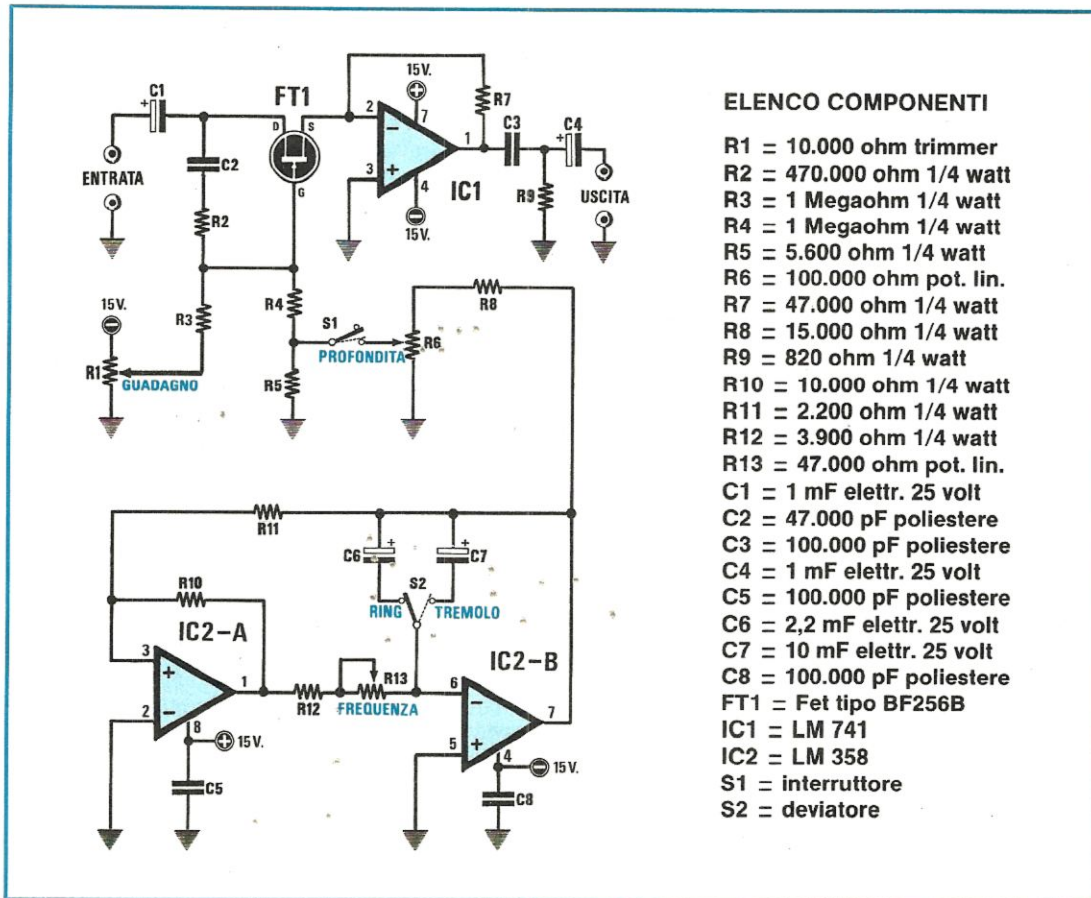 C1
+
ENTRATA
C2
R2
FT1
D
S
G
15V.
7
2
3
1
4
15V.
IC1
R7
C3
C4
+
R9
USCITA
R3
R4
S1
PROFONDITA
R6
R8
15V.
R1
GUADAGNO
R5
R11
C6
+
C7
+
S2
RING
TREMOLO
R10
IC2-A
3
2
1
8
15V.
C5
R12
R13
FREQUENZA
IC2-B
6
5
7
4
15V.
C8
ELENCO COMPONENTI
R1 = 10.000 ohm trimmer
R2 = 470.000 ohm 1/4 watt
R3 = 1 Megaohm 1/4 watt
R4 = 1 Megaohm 1/4 watt
R5 = 5.600 ohm 1/4 watt
R6 = 100.000 ohm pot. lin.
R7 = 47.000 ohm 1/4 watt
R8 = 15.000 ohm 1/4 watt
R9 = 820 ohm 1/4 watt
R10 = 10.000 ohm 1/4 watt
R11 = 2.200 ohm 1/4 watt
R12 = 3.900 ohm 1/4 watt
R13 = 47.000 ohm pot. lin.
C1 = 1 mF elettr. 25 volt
C2 = 47.000 pF poliestere
C3 = 100.000 pF poliestere
C4 = 1 mF elettr. 25 volt
C5 = 100.000 pF poliestere
C6 = 2,2 mF elettr. 25 volt
C7 = 10 mF elettr. 25 volt
C8 = 100.000 pF poliestere
FT1 = Fet tipo BF256B
IC1 = LM 741
IC2 = LM 358
S1 = interruttore
S2 = deviatore